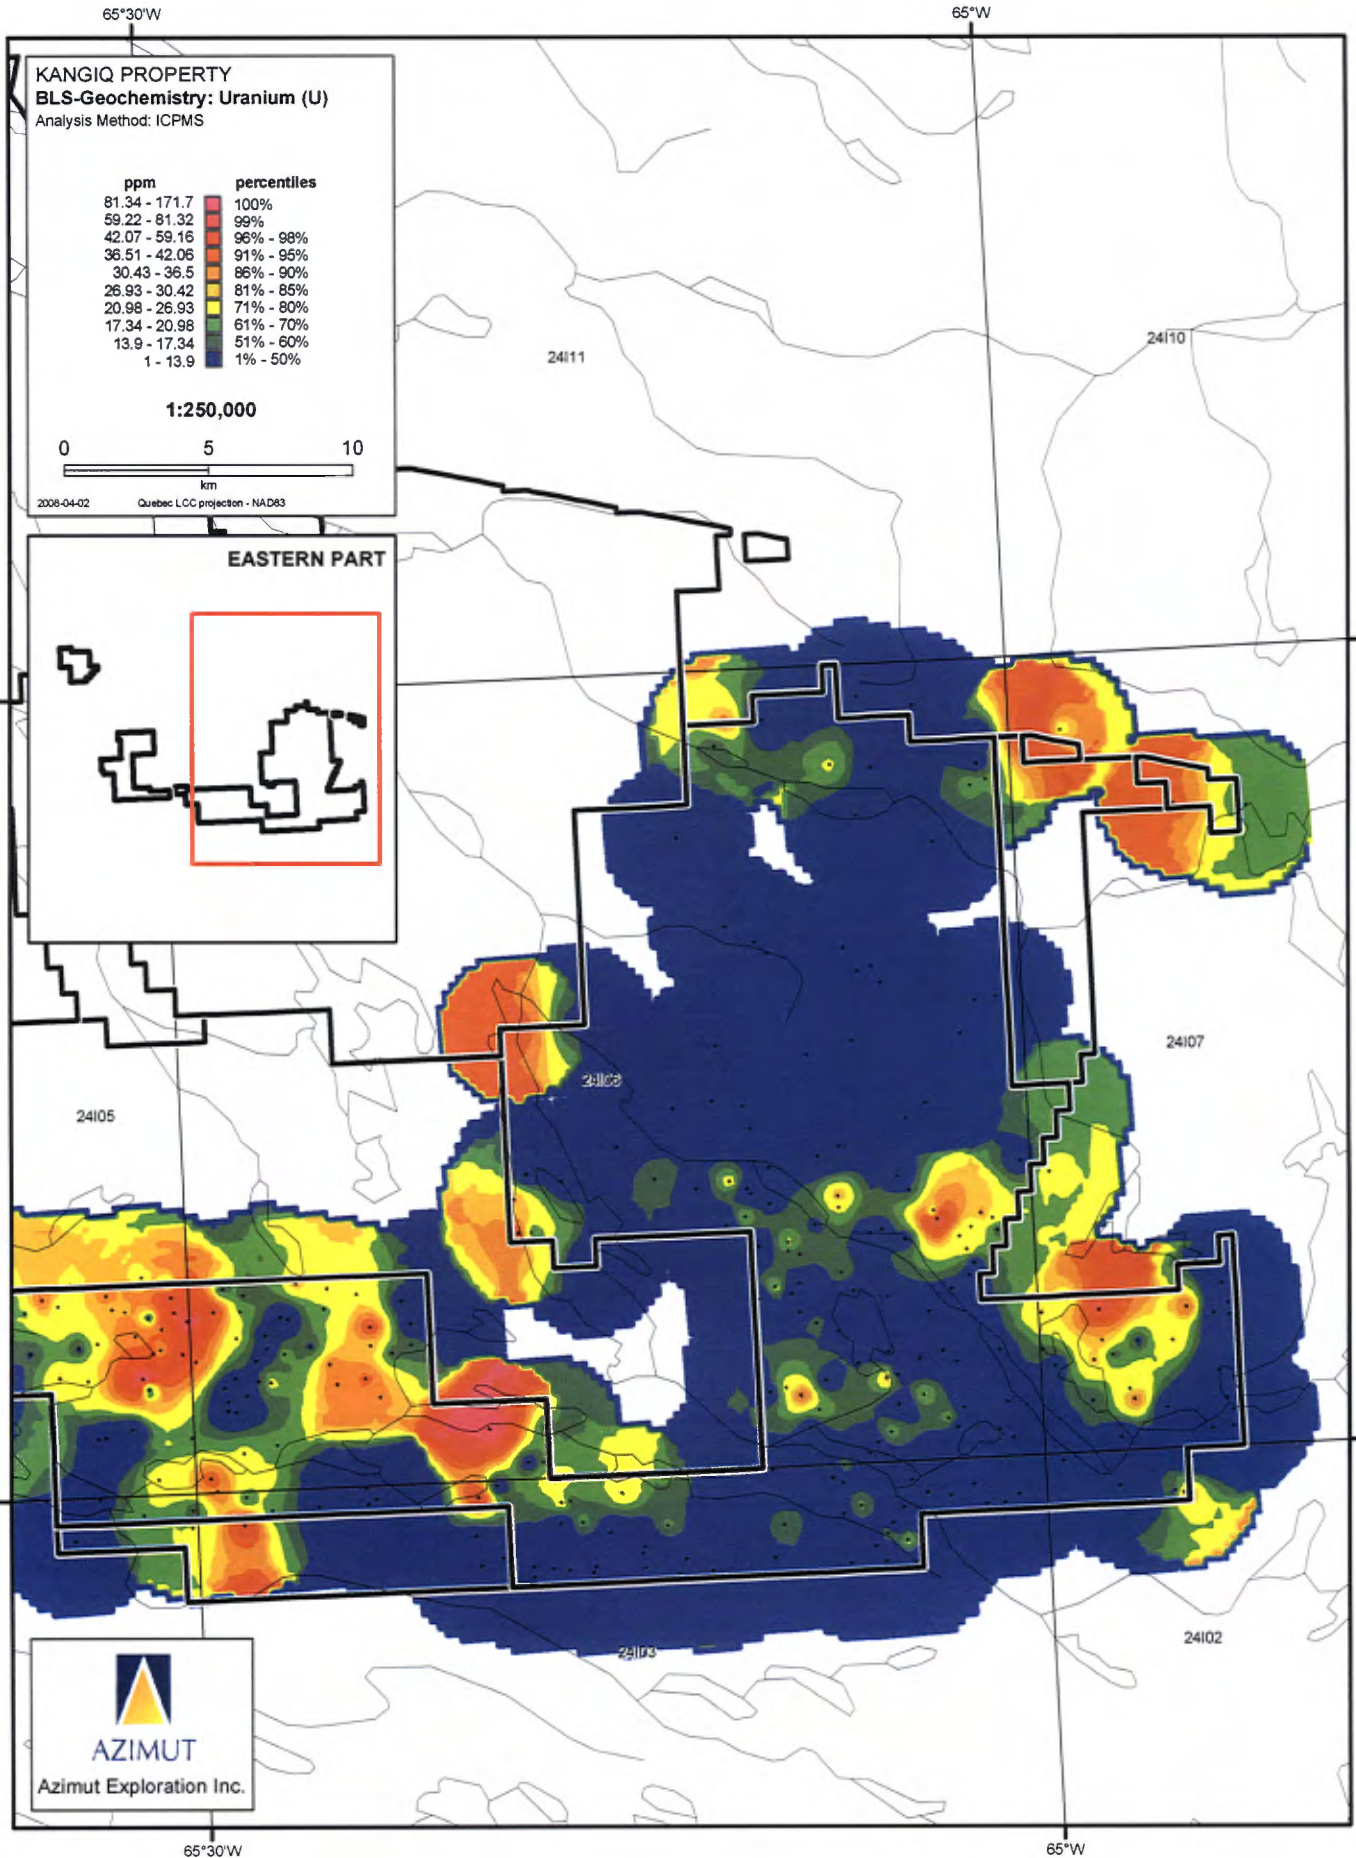 65°30'W 65°W
KANGIQ PROPERTY
BLS-Geochemistry: Uranium (U)
Analysis Method: ICPMS
ppm percentiles
81.34 - 171.7 100%
59.22 - 81.32 99%
42.07 - 59.16 96% - 98%
36.51 - 42.06 91% - 95%
30.43 - 36.5 86% - 90%
26.93 - 30.42 81% - 85%
20.98 - 26.93 71% - 80%
17.34 - 20.98 61% - 70%
13.9 - 17.34 51% - 60%
1 - 13.9 1% - 50%
1:250,000
0 5 10
km
2008-04-02 Quebec LCC projection - NAD83
24I11
24I10
EASTERN PART
24I07
24I06
24I05
24I03
24I02
AZIMUT
Azimut Exploration Inc.
65°30'W 65°W